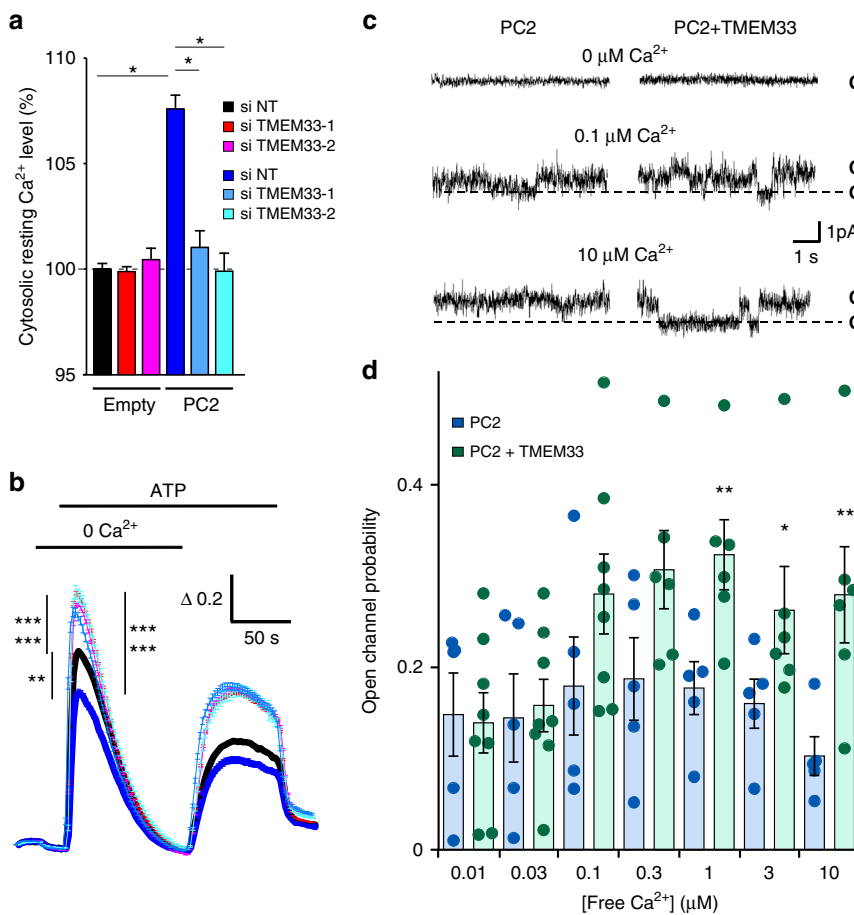 a
110
107
100
95
Cytosolic resting Ca²⁺ level (%)
*
*
*
si NT
si TMEM33-1
si TMEM33-2
si NT
si TMEM33-1
si TMEM33-2
Empty
PC2
b
ATP
0 Ca²⁺
Δ 0.2
50 s
***
***
**
***
***
c
PC2
PC2+TMEM33
0 μM Ca²⁺
0.1 μM Ca²⁺
1pA
1 s
10 μM Ca²⁺
d
PC2
PC2 + TMEM33
Open channel probability
0.4
0.2
0
**
*
**
0.01
0.03
0.1
0.3
1
3
10
[Free Ca²⁺] (μM)